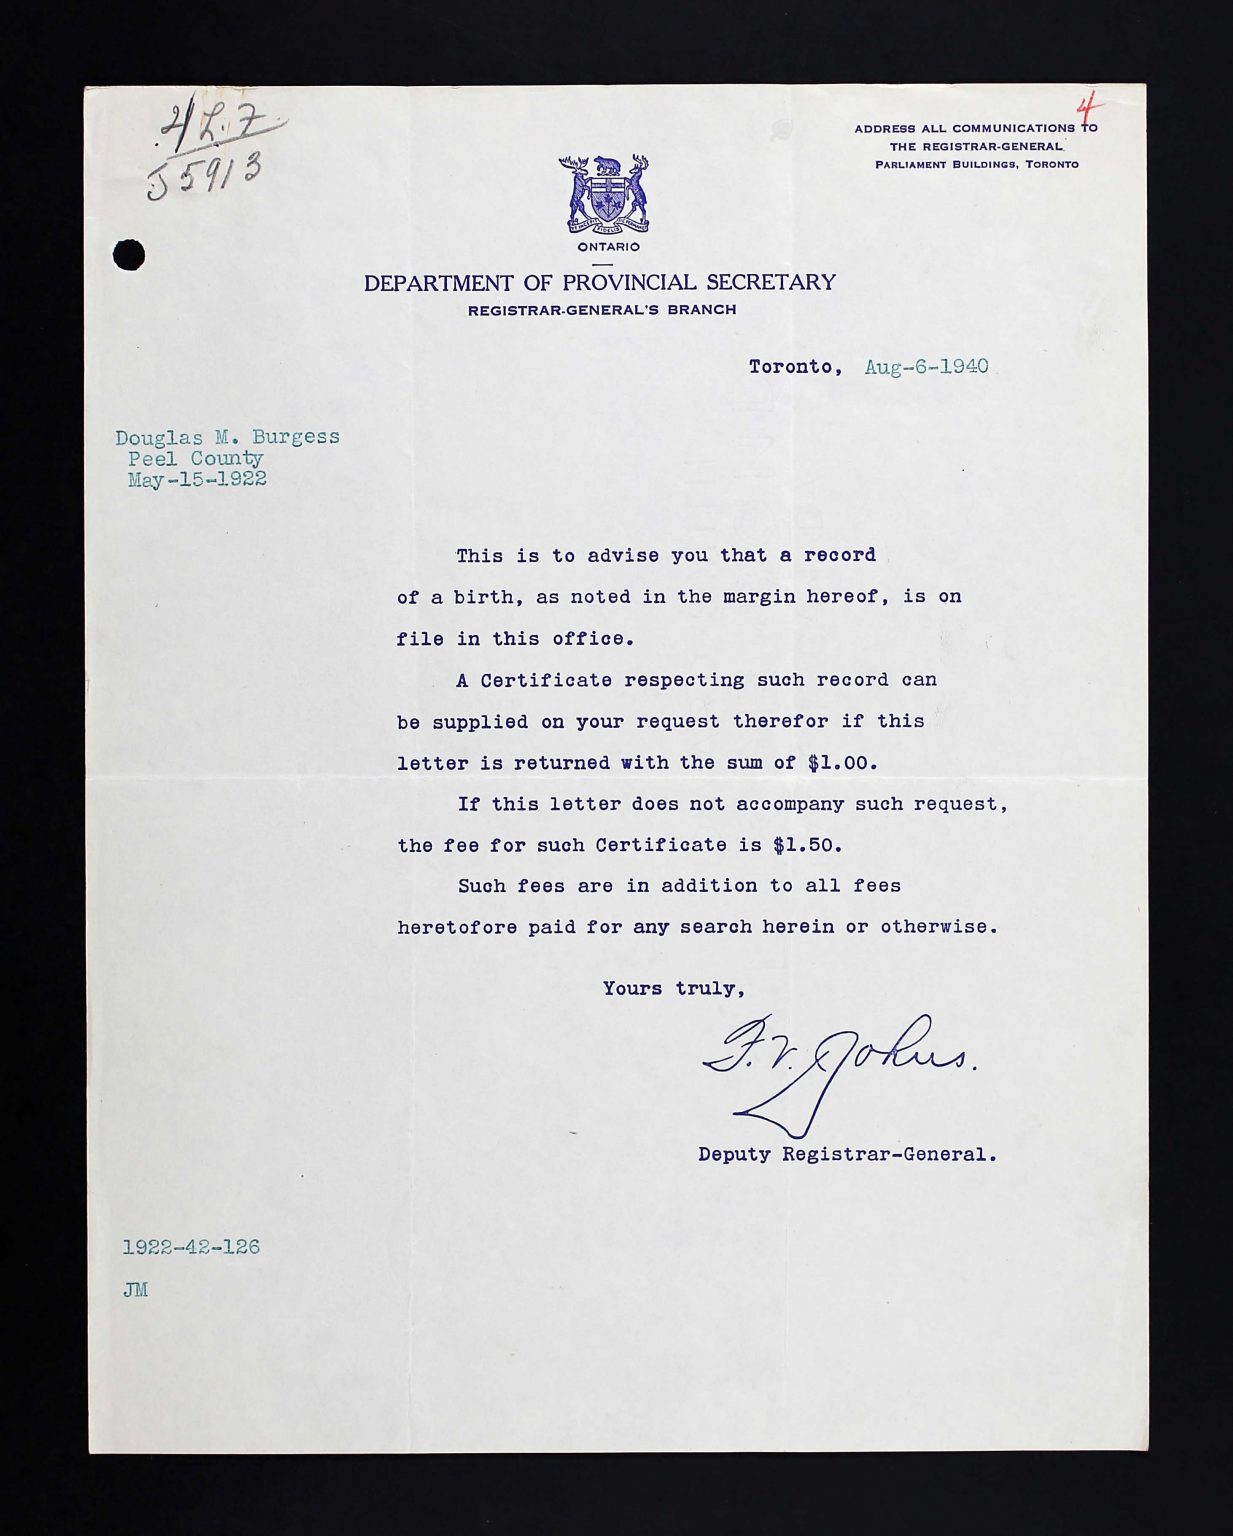 4
ADDRESS ALL COMMUNICATIONS TO
THE REGISTRAR-GENERAL
PARLIAMENT BUILDINGS, TORONTO
J5913
FIDELIS
ONTARIO
DEPARTMENT OF PROVINCIAL SECRETARY
REGISTRAR-GENERAL'S BRANCH
Toronto, Aug-6-1940
Douglas M. Burgess
Peel County
May-15-1922
This is to advise you that a record
of a birth, as noted in the margin hereof, is on
file in this office.
A Certificate respecting such record can
be supplied on your request therefor if this
letter is returned with the sum of $1.00.
If this letter does not accompany such request,
the fee for such Certificate is $1.50.
Such fees are in addition to all fees
heretofore paid for any search herein or otherwise.
Yours truly,
F. V. Johns.
Deputy Registrar-General.
1922-42-126
JM